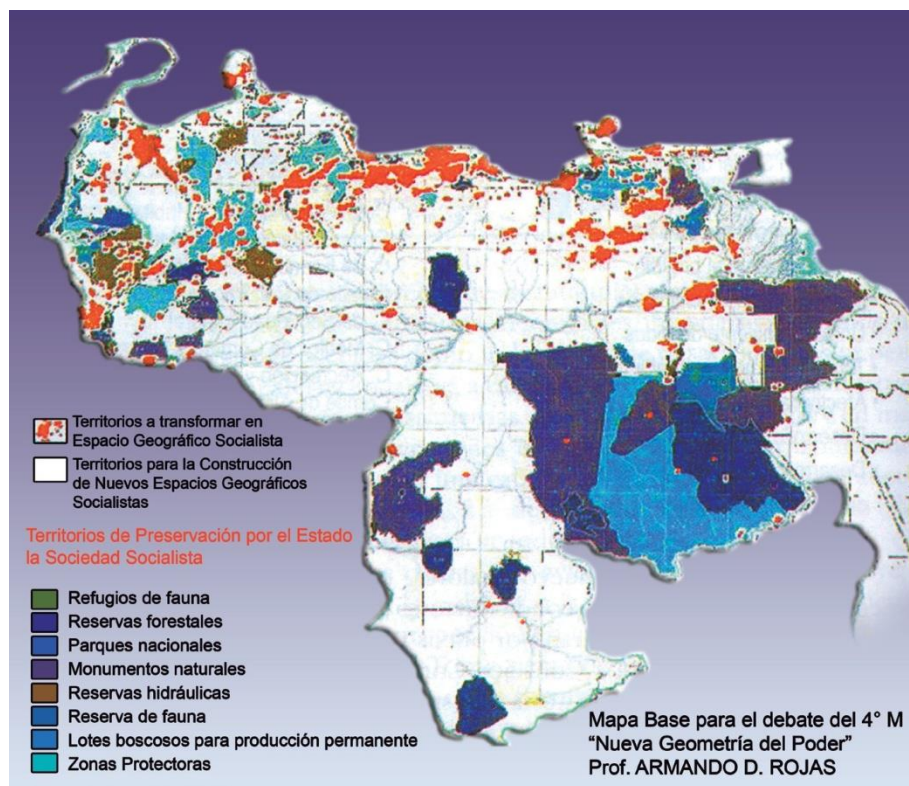 Territorios a transformar en
Espacio Geográfico Socialista
Territorios para la Construcción
de Nuevos Espacios Geográficos
Socialistas
Territorios de Preservación por el Estado
la Sociedad Socialista
Refugios de fauna
Reservas forestales
Parques nacionales
Monumentos naturales
Reservas hidráulicas
Reserva de fauna
Lotes boscosos para producción permanente
Zonas Protectoras
Mapa Base para el debate del 4° M
“Nueva Geometría del Poder”
Prof. ARMANDO D. ROJAS